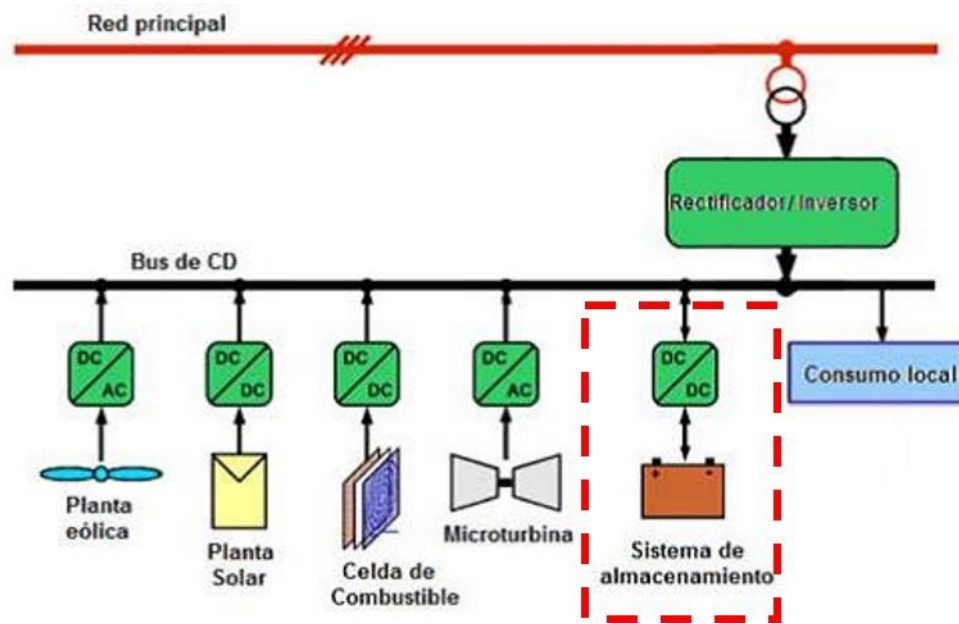 Red principal
Rectificador/Inversor
Bus de CD
DC
AC
DC
DC
DC
DC
DC
AC
DC
DC
Consumo local
+ -
Planta
eólica
Planta
Solar
Celda de
Combustible
Microturbina
Sistema de
almacenamiento